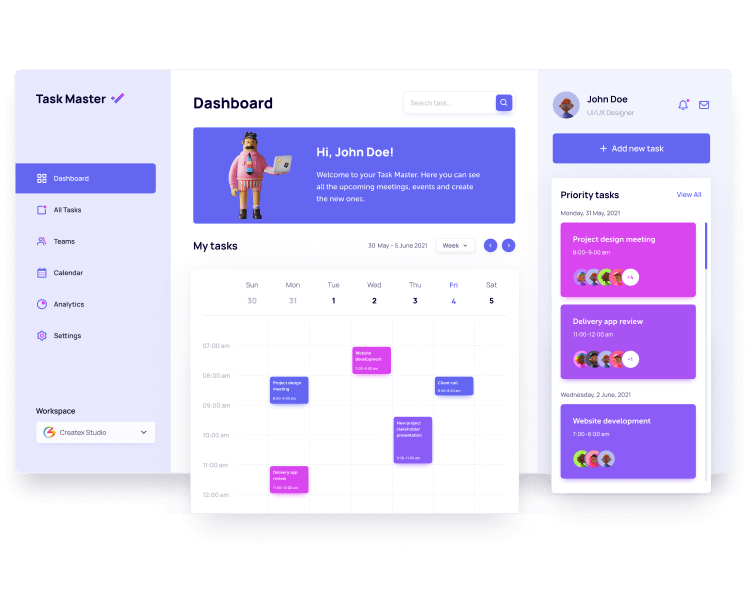 Task Master
Dashboard
All Tasks
Teams
Calendar
Analytics
Settings
Workspace
Createx Studio
Dashboard
Search task...
Hi, John Doe!
Welcome to your Task Master. Here you can see
all the upcoming meetings, events and create
the new ones.
My tasks
30 May - 5 June 2021
Week
Sun Mon Tue Wed Thu Fri Sat
30 31 1 2 3 4 5
07:00 am
08:00 am
09:00 am
10:00 am
11:00 am
12:00 am
Website
development
7:00-8:00 am
Project design
meeting
8:00-9:00 am
Client call
8:00-8:30 am
New project
stakeholder
presentation
9:30-11:00 am
Delivery app
review
11:00-12:00 am
John Doe
UI/UX Designer
+ Add new task
Priority tasks
View All
Monday, 31 May, 2021
Project design meeting
8:00-9:00 am
+4
Delivery app review
11:00-12:00 am
+1
Wednesday, 2 June, 2021
Website development
7:00-8:00 am